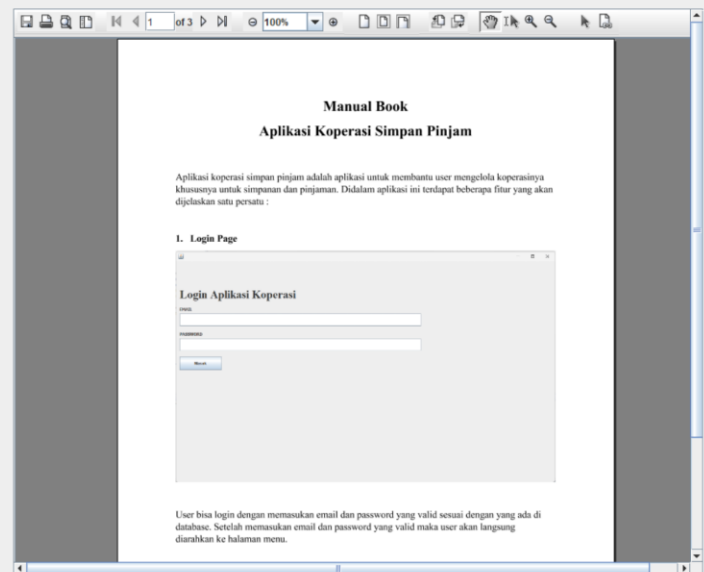 1 of 3 100%
Manual Book
Aplikasi Koperasi Simpan Pinjam
Aplikasi koperasi simpan pinjam adalah aplikasi untuk membantu user mengelola koperasinya
khususnya untuk simpanan dan pinjaman. Didalam aplikasi ini terdapat beberapa fitur yang akan
dijelaskan satu persatu :
1. Login Page
Login Aplikasi Koperasi
EMAIL
PASSWORD
Masuk
User bisa login dengan memasukan email dan password yang valid sesuai dengan yang ada di
database. Setelah memasukan email dan password yang valid maka user akan langsung
diarahkan ke halaman menu.